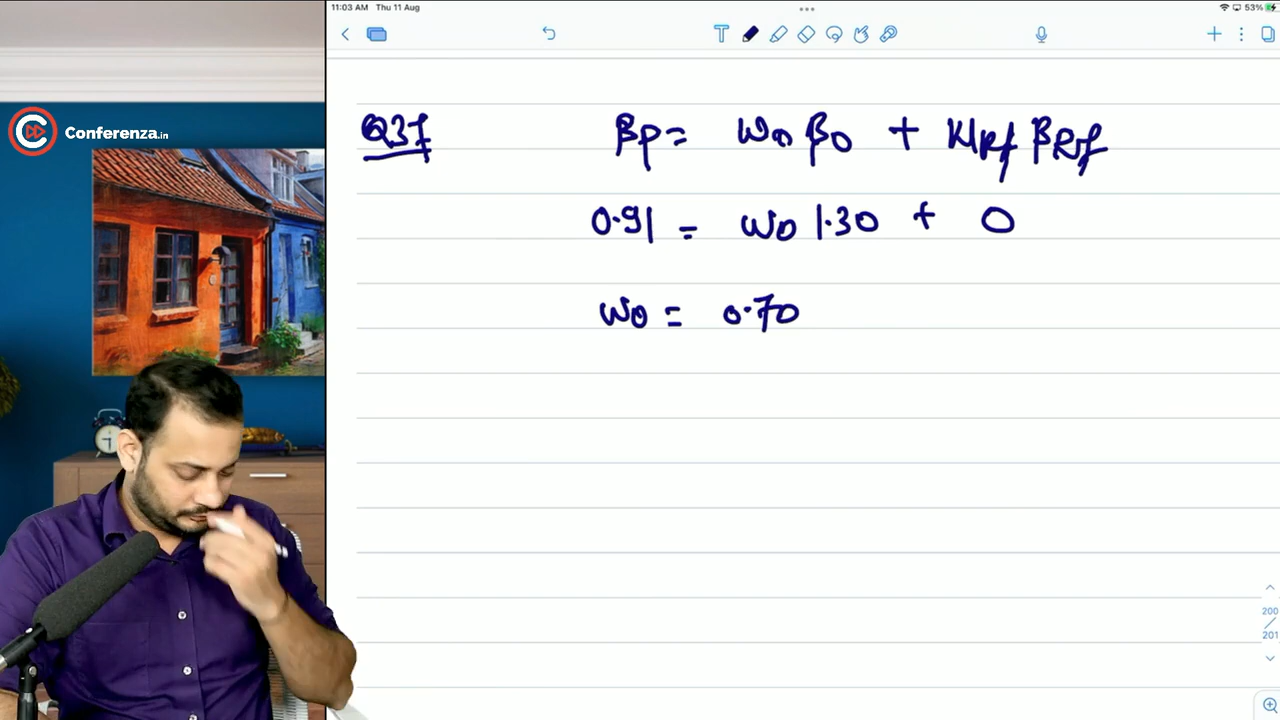 11:03 AM Thu 11 Aug
53%
Conferenza.in
Q37
βp = W₀ β₀ + WRf βRf
0.91 = W₀ 1.30 + 0
W₀ = 0.70
200
201